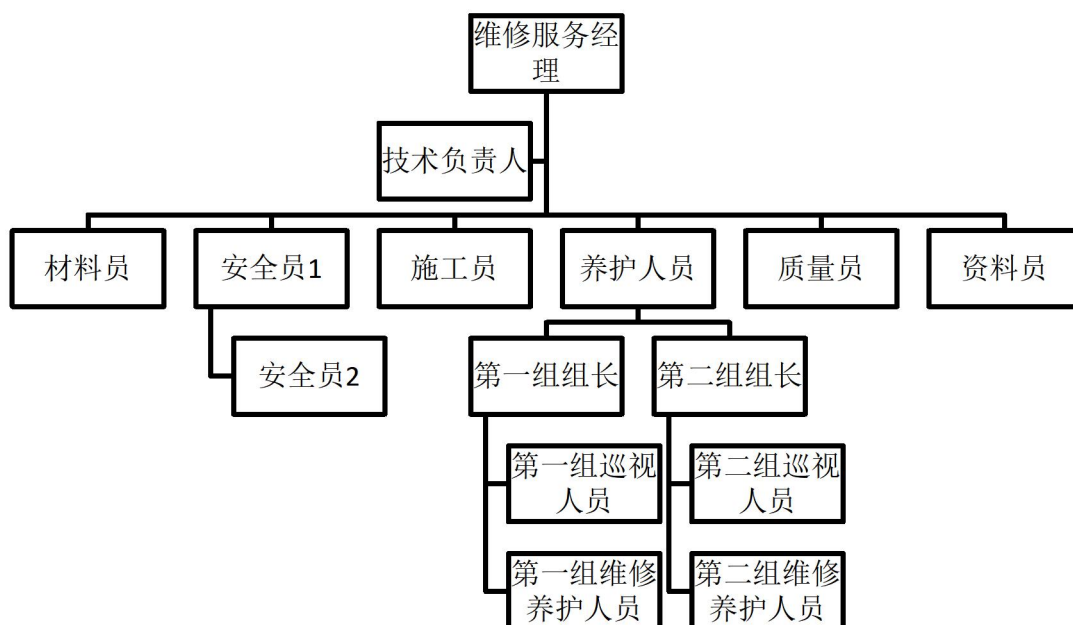 维修服务经
理
技术负责人
材料员
安全员1
施工员
养护人员
质量员
资料员
安全员2
第一组组长
第二组组长
第一组巡视
人员
第二组巡视
人员
第一组维修
养护人员
第二组维修
养护人员